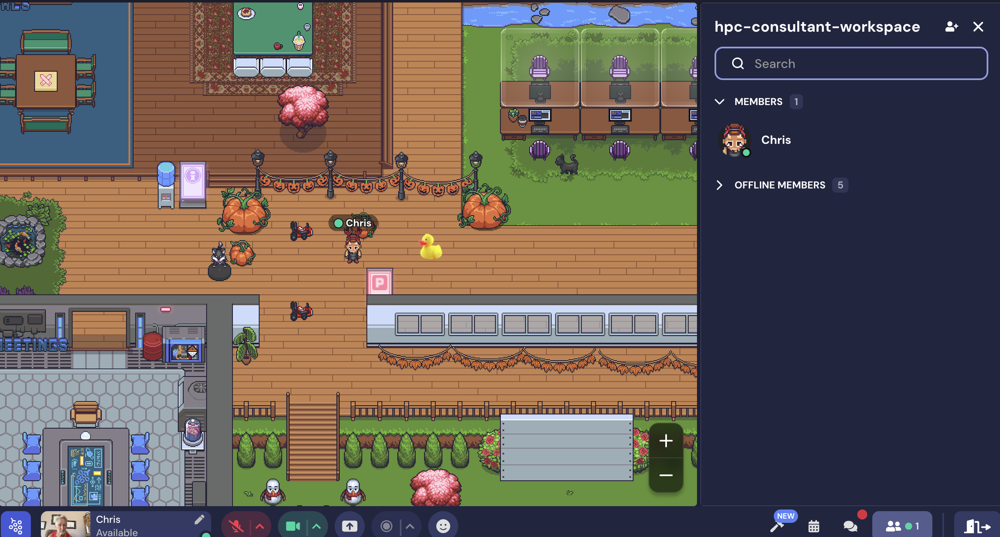 hpc-consultant-workspace
Search
MEMBERS 1
Chris
OFFLINE MEMBERS 5
Chris
P
EETINGS
Chris
Available
NEW
1